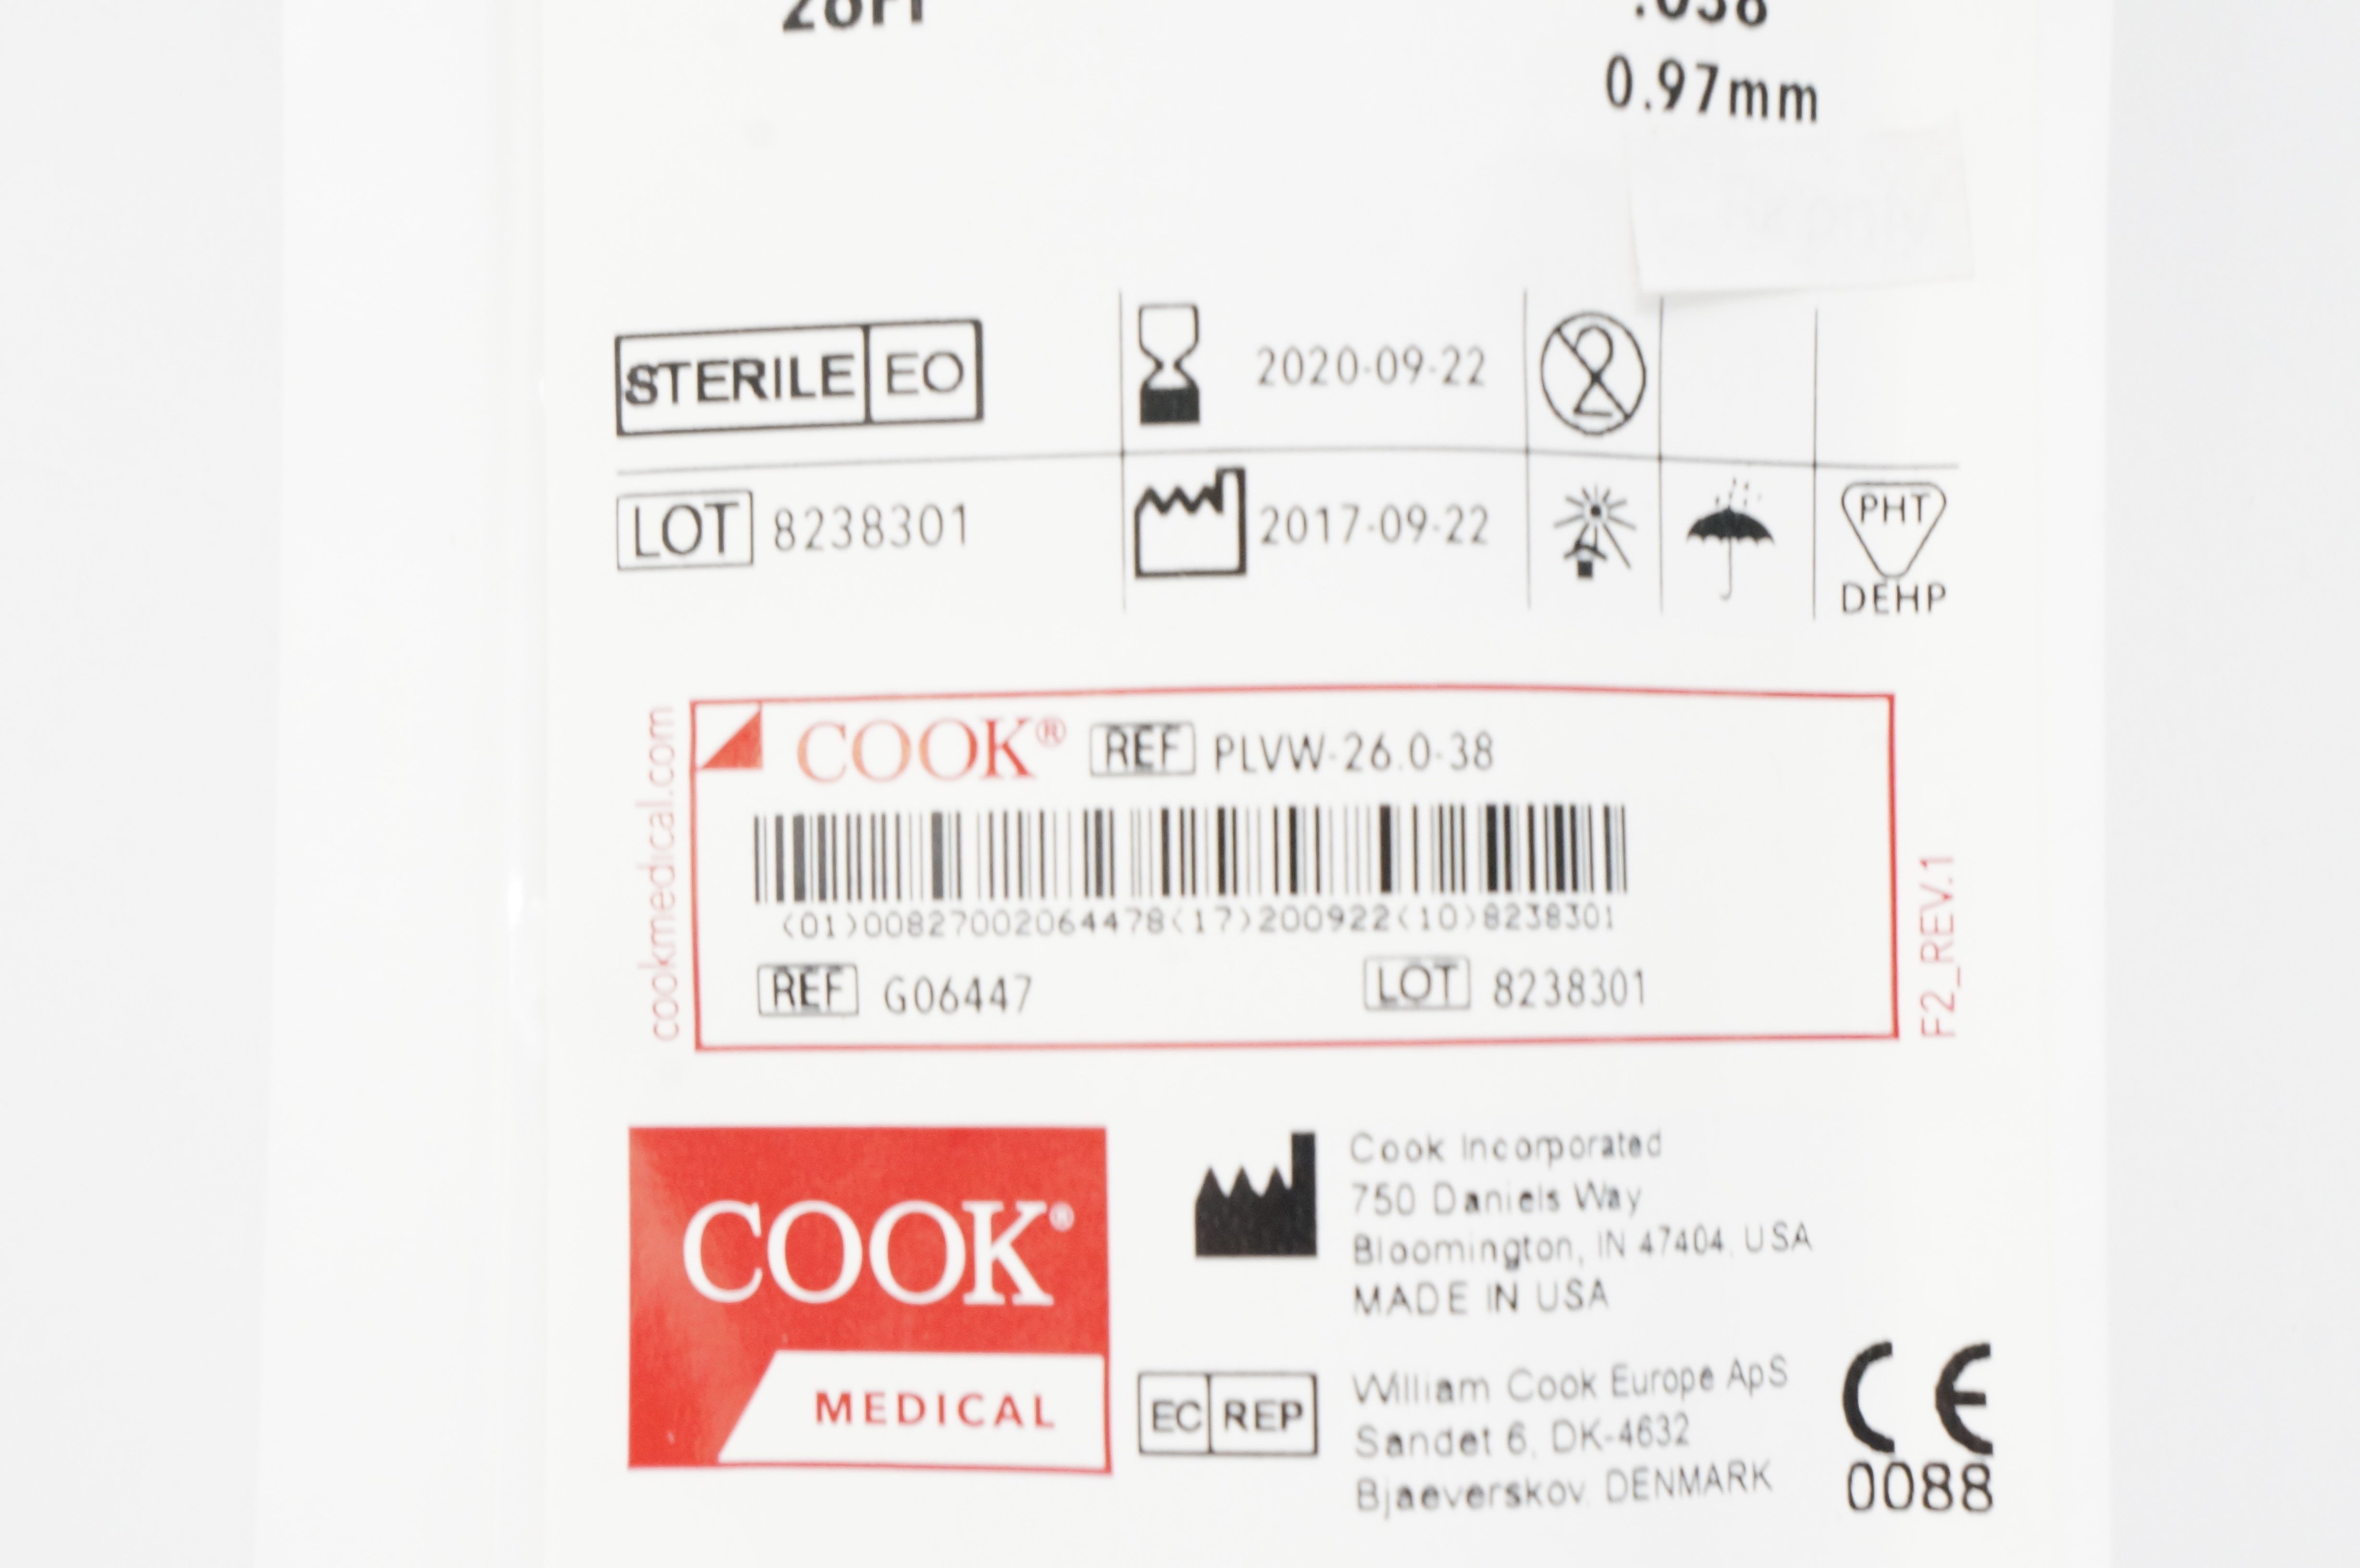 26Fr
.038
0.97mm
STERILE EO
2020-09-22
2
LOT 8238301
2017-09-22
PHT
DEHP
cookmedical.com
COOK® REF PLVW-26.0-38
(01)00827002064478(17)200922(10)8238301
REF G06447
LOT 8238301
F2_REV.1
COOK®
MEDICAL
Cook Incorporated
750 Daniels Way
Bloomington, IN 47404, USA
MADE IN USA
EC REP
William Cook Europe ApS
Sandet 6, DK-4632
Bjaeverskov, DENMARK
CE
0088